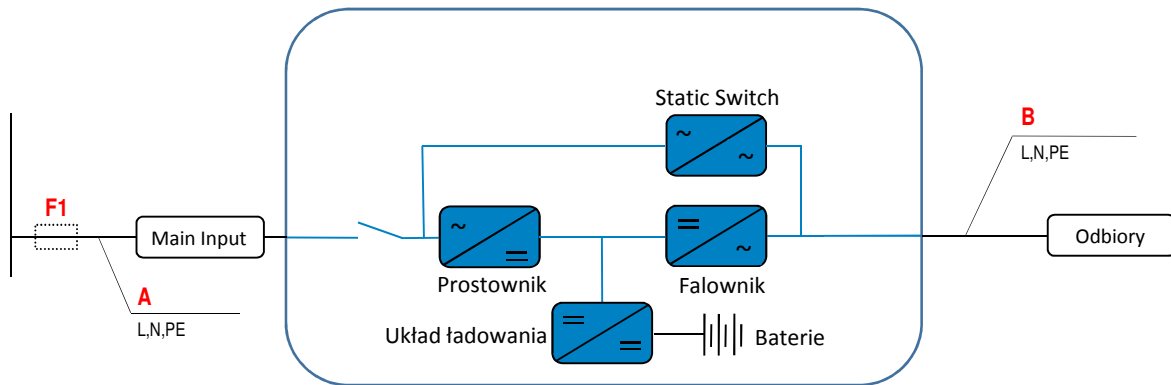 Static Switch
B
L,N,PE
F1
Main Input
Odbiory
Prostownik
Falownik
A
L,N,PE
Układ ładowania
Baterie